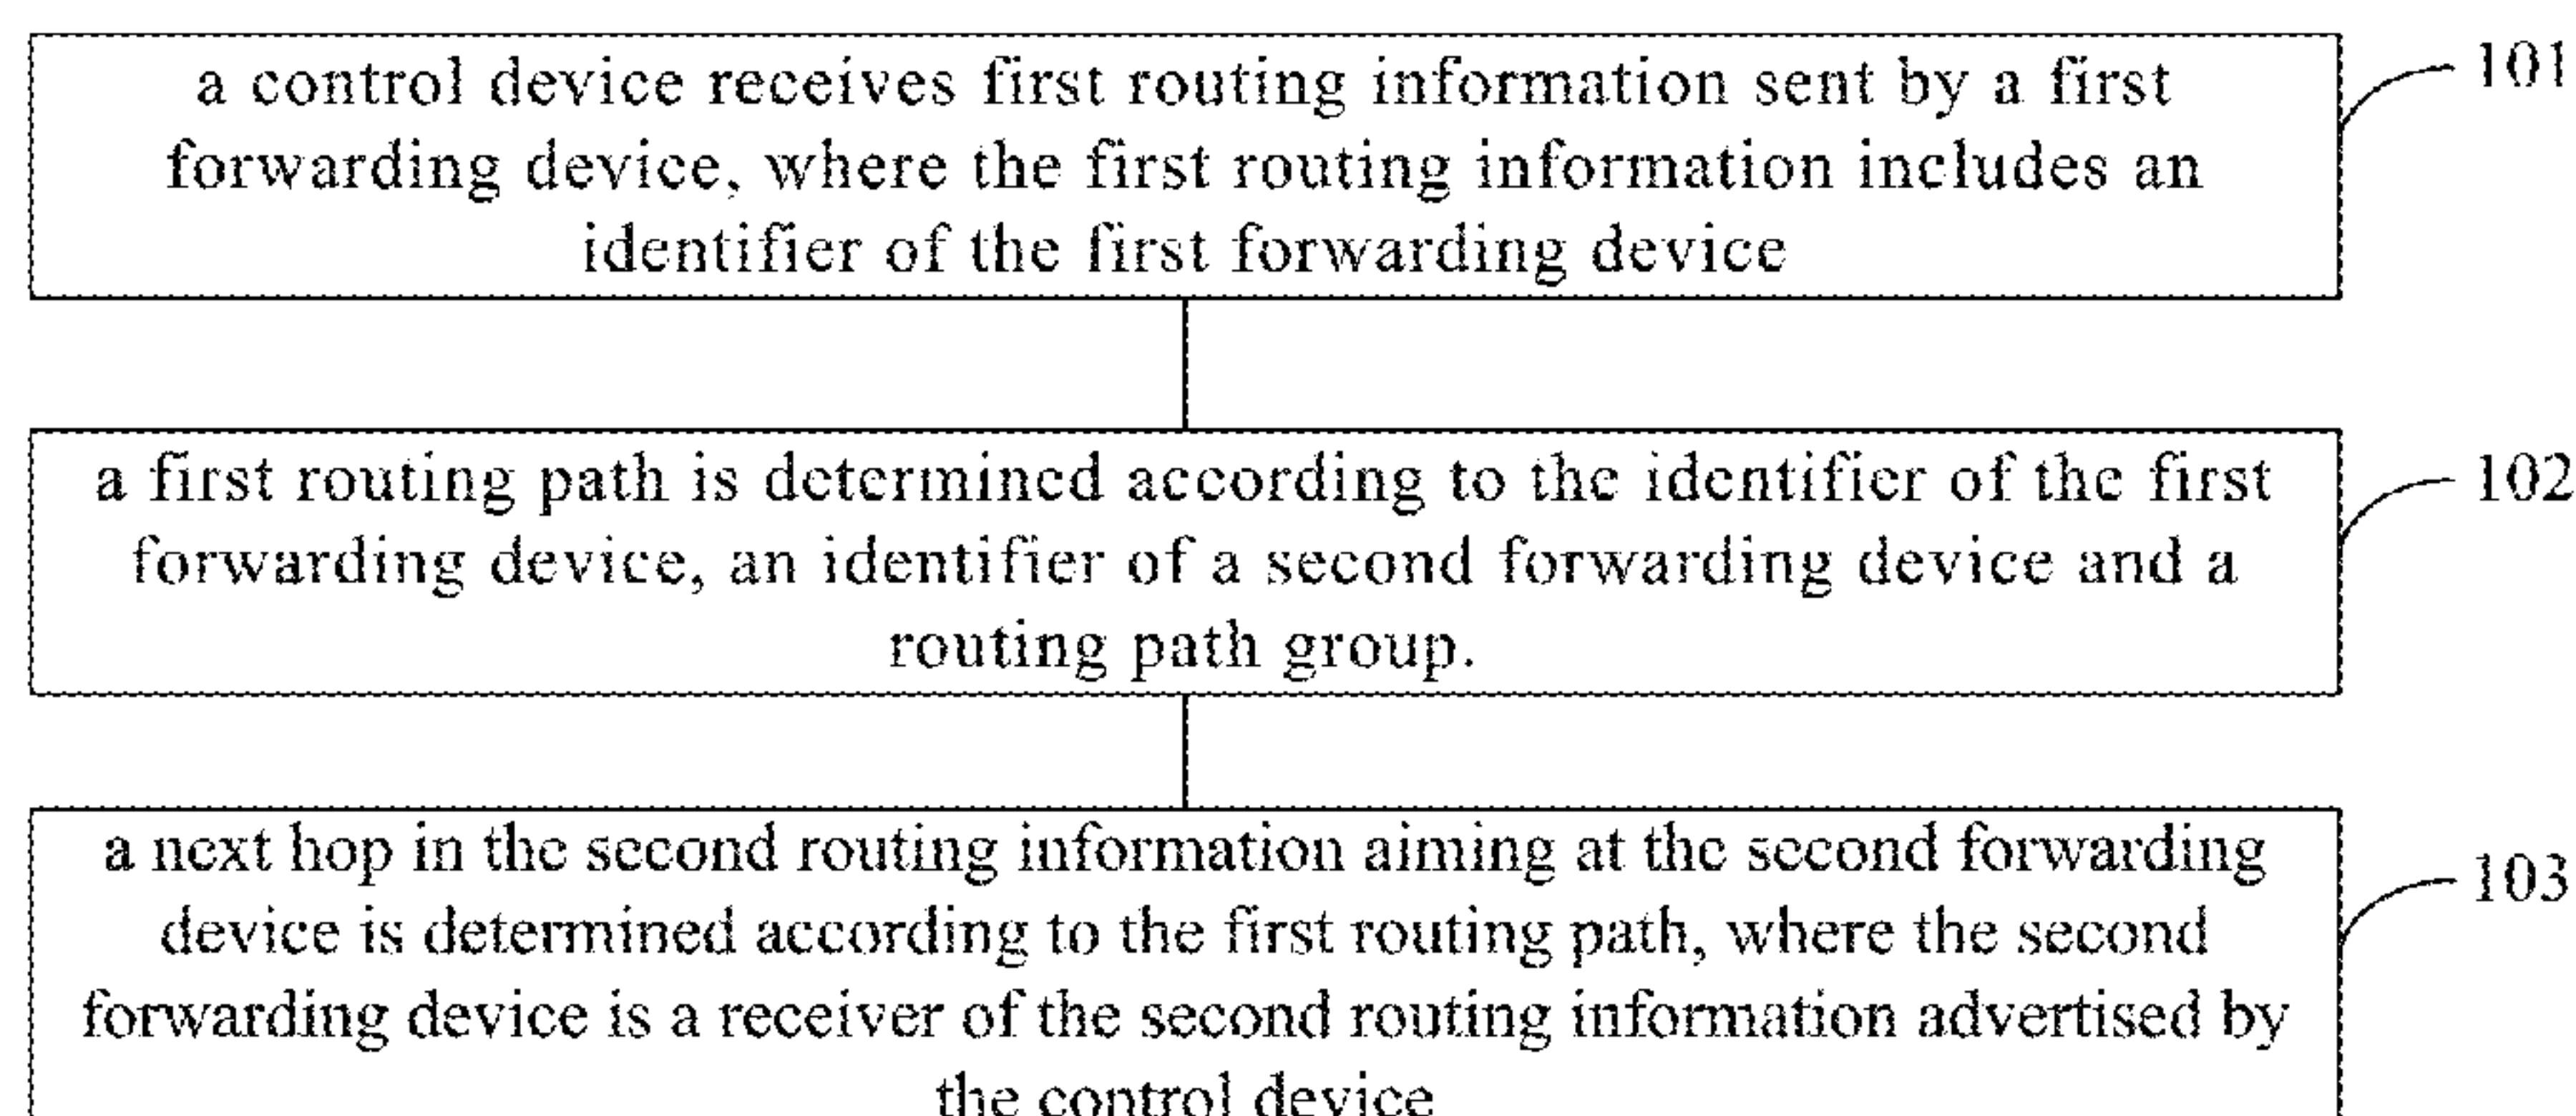 a control device receives first routing information sent by a first
forwarding device, where the first routing information includes an
identifier of the first forwarding device
101
a first routing path is determined according to the identifier of the first
forwarding device, an identifier of a second forwarding device and a
routing path group.
102
a next hop in the second routing information aiming at the second forwarding
device is determined according to the first routing path, where the second
forwarding device is a receiver of the second routing information advertised by
the control device
103